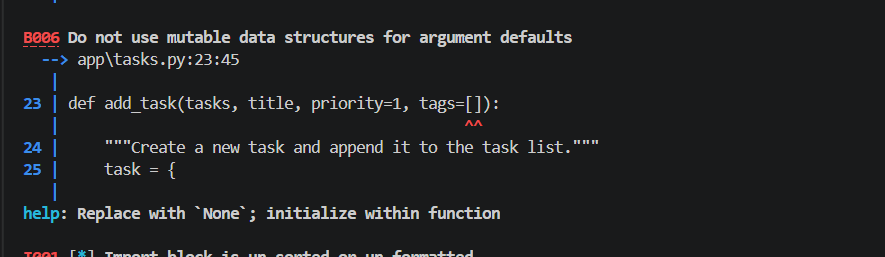 B006 Do not use mutable data structures for argument defaults
--> app\tasks.py:23:45
|
23 | def add_task(tasks, title, priority=1, tags=[]):
| ^^
24 | """Create a new task and append it to the task list."""
25 | task = {
|
help: Replace with `None`; initialize within function
I001 [*] Import block is un-sorted or un-formatted